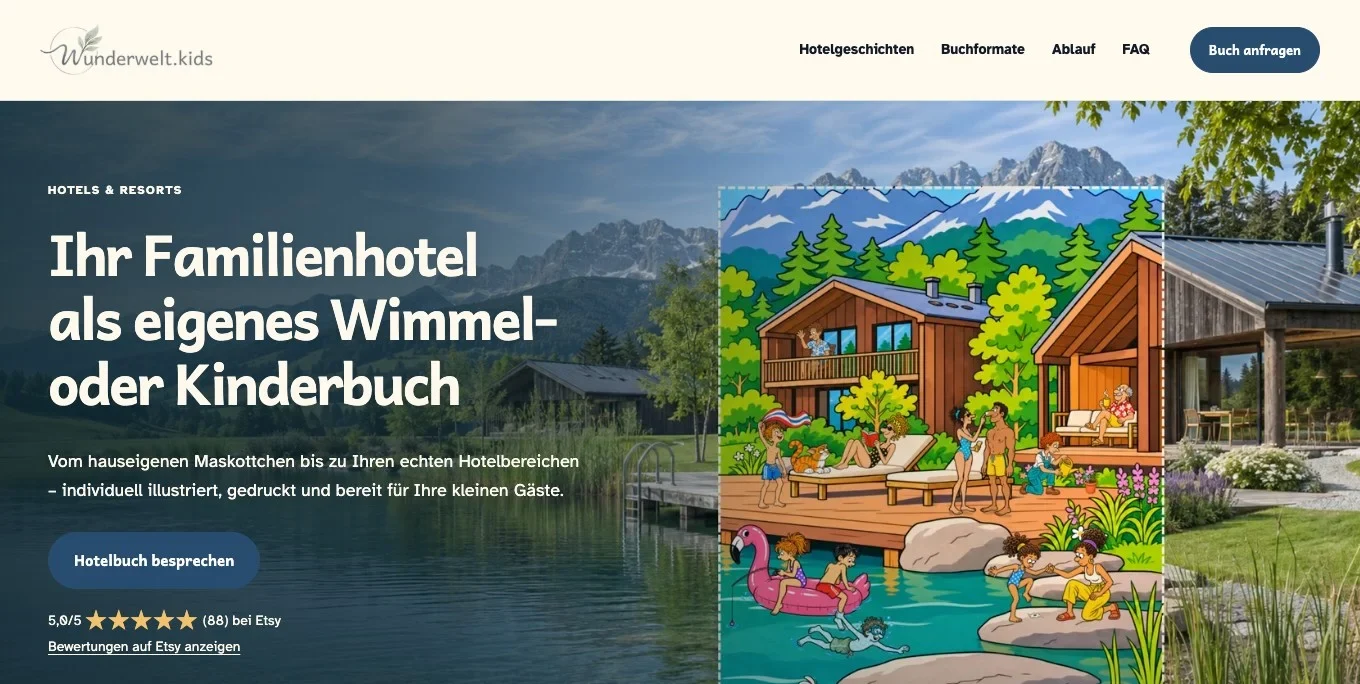 Wunderwelt.kids
Hotelgeschichten
Buchformate
Ablauf
FAQ
Buch anfragen
HOTELS & RESORTS
Ihr Familienhotel
als eigenes Wimmel-
oder Kinderbuch
Vom hauseigenen Maskottchen bis zu Ihren echten Hotelbereichen
– individuell illustriert, gedruckt und bereit für Ihre kleinen Gäste.
Hotelbuch besprechen
5,0/5 ★★★★★ (88) bei Etsy
Bewertungen auf Etsy anzeigen